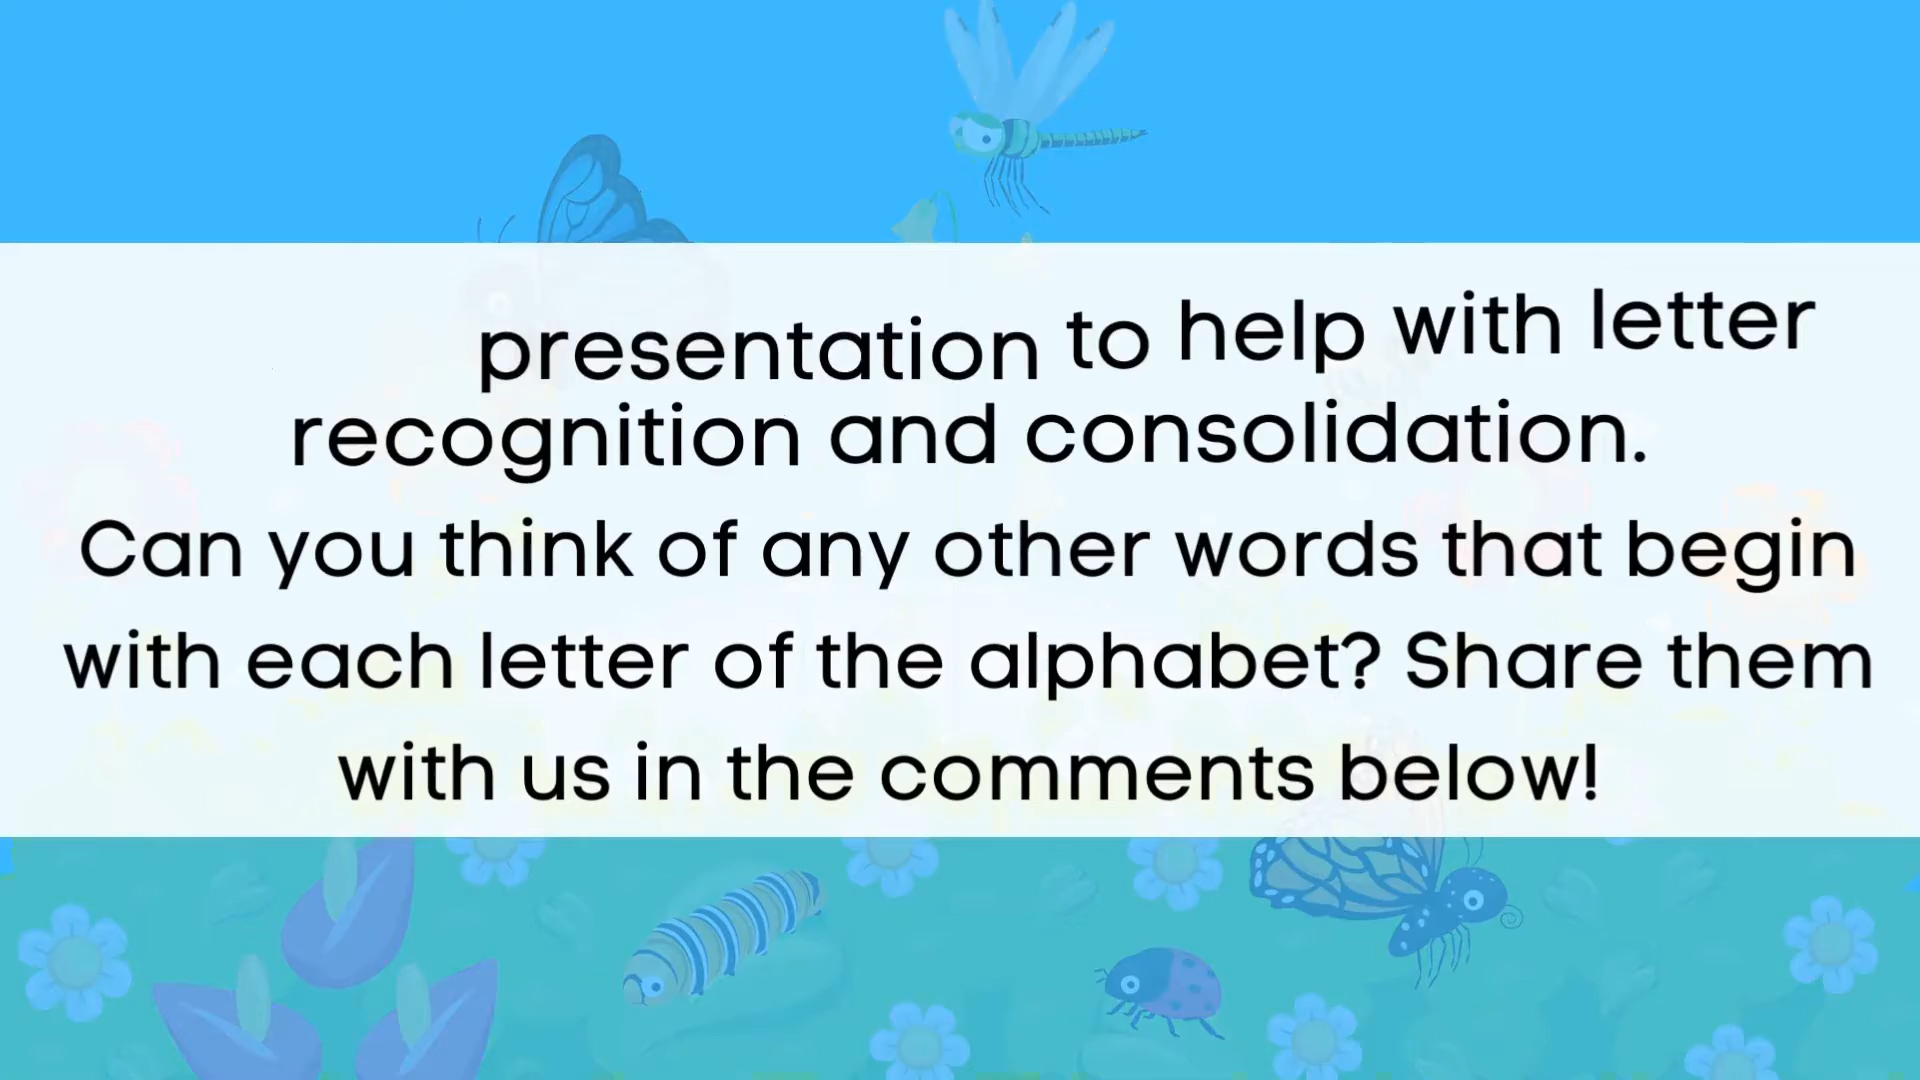 presentation to help with letter
recognition and consolidation.
Can you think of any other words that begin
with each letter of the alphabet? Share them
with us in the comments below!